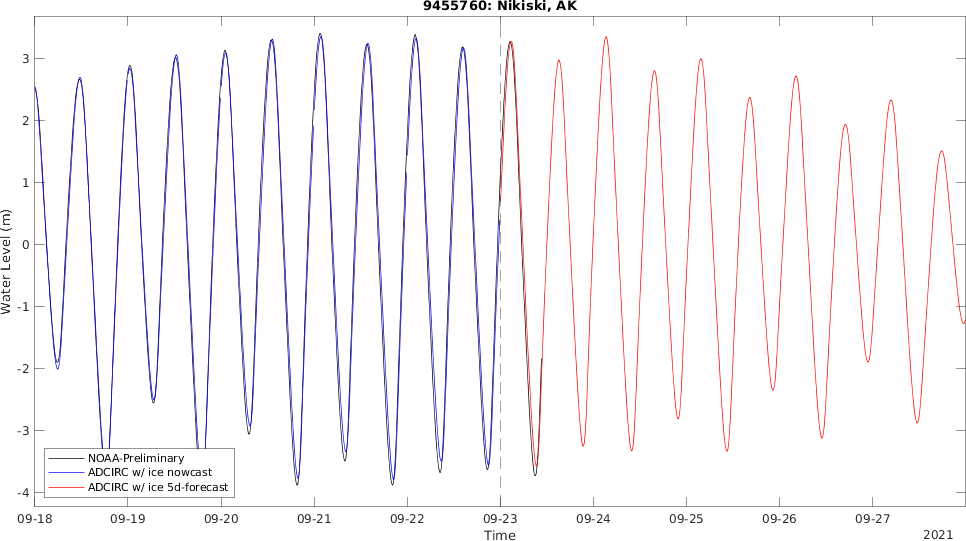 9455760: Nikiski, AK
Water Level (m)
3
2
1
0
-1
-2
-3
-4
NOAA-Preliminary
ADCIRC w/ ice nowcast
ADCIRC w/ ice 5d-forecast
09-18 09-19 09-20 09-21 09-22 09-23 09-24 09-25 09-26 09-27
Time
2021